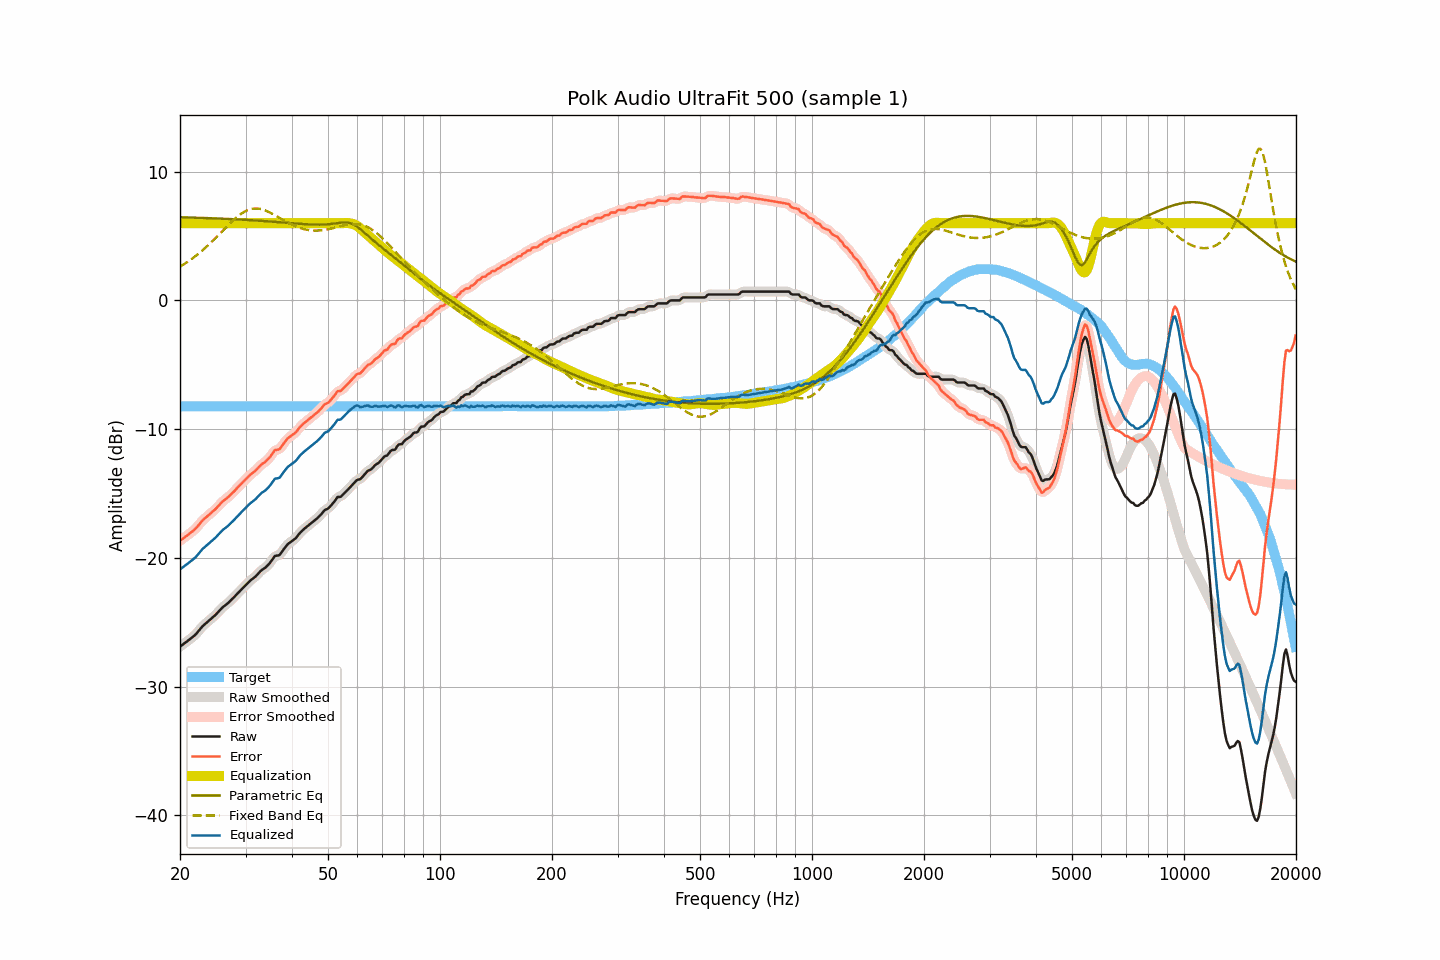 Polk Audio UltraFit 500 (sample 1)
10
0
−10
−20
−30
−40
Amplitude (dBr)
Target
Raw Smoothed
Error Smoothed
Raw
Error
Equalization
Parametric Eq
Fixed Band Eq
Equalized
20 50 100 200 500 1000 2000 5000 10000 20000
Frequency (Hz)